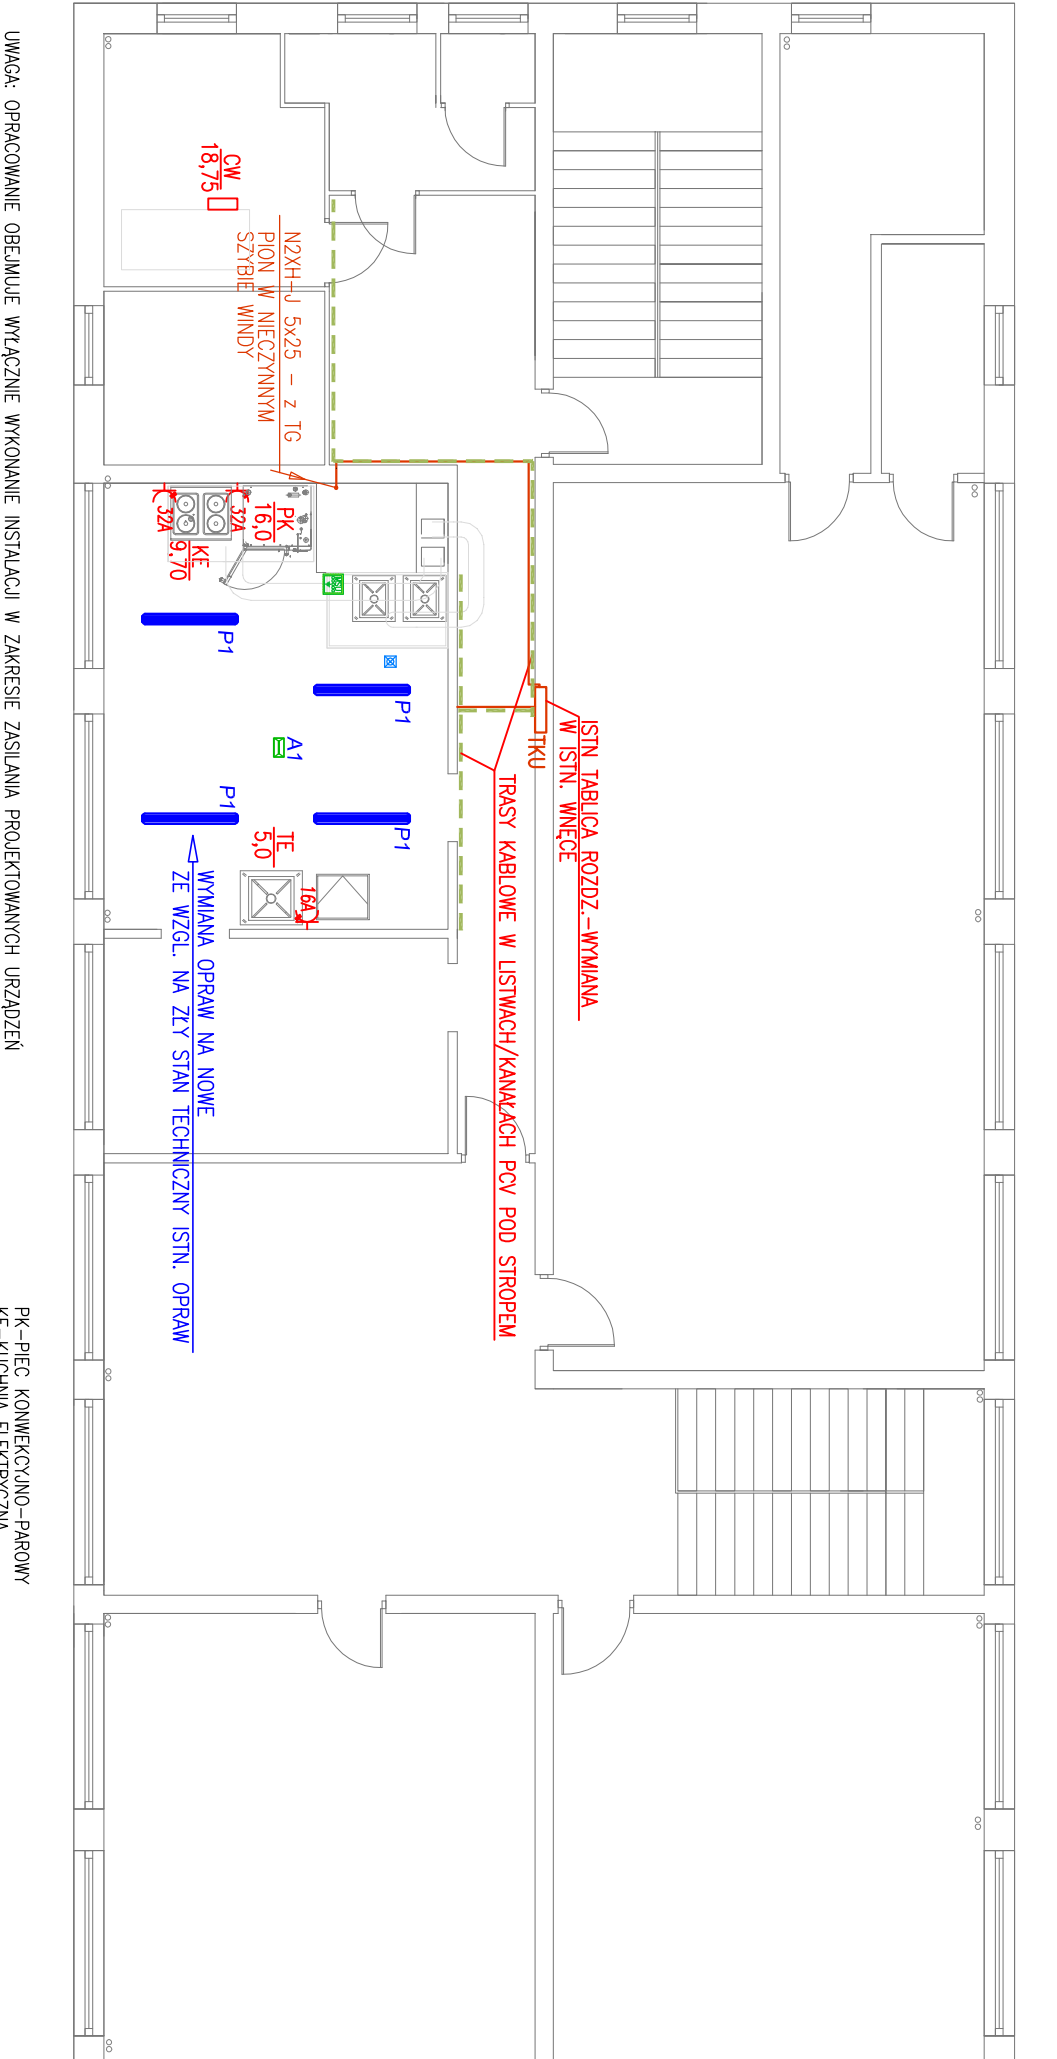 ISTN TABLICA ROZDZ.-WYMIANA
W ISTN. WNĘCE
TKU
TRASY KABLOWE W LISTWACH/KANAŁACH PCV POD STROPEM
N2XH-J 5x25 - z TG
PION W NIECZYNNYM
SZYBIE WINDY
CW
18,75
PK
16,0
32A
32A
KE
9.70
P1
P1
A1
P1
P1
TE
5,0
16A
WYMIANA OPRAW NA NOWE
ZE WZGL. NA ZŁY STAN TECHNICZNY ISTN. OPRAW
UWAGA: OPRACOWANIE OBEJMUJE WYŁĄCZNIE WYKONANIE INSTALACJI W ZAKRESIE ZASILANIA PROJEKTOWANYCH URZĄDZEŃ
PK-PIEC KONWEKCYJNO-PAROWY
KE-KUCHNIA ELEKTRYCZNA